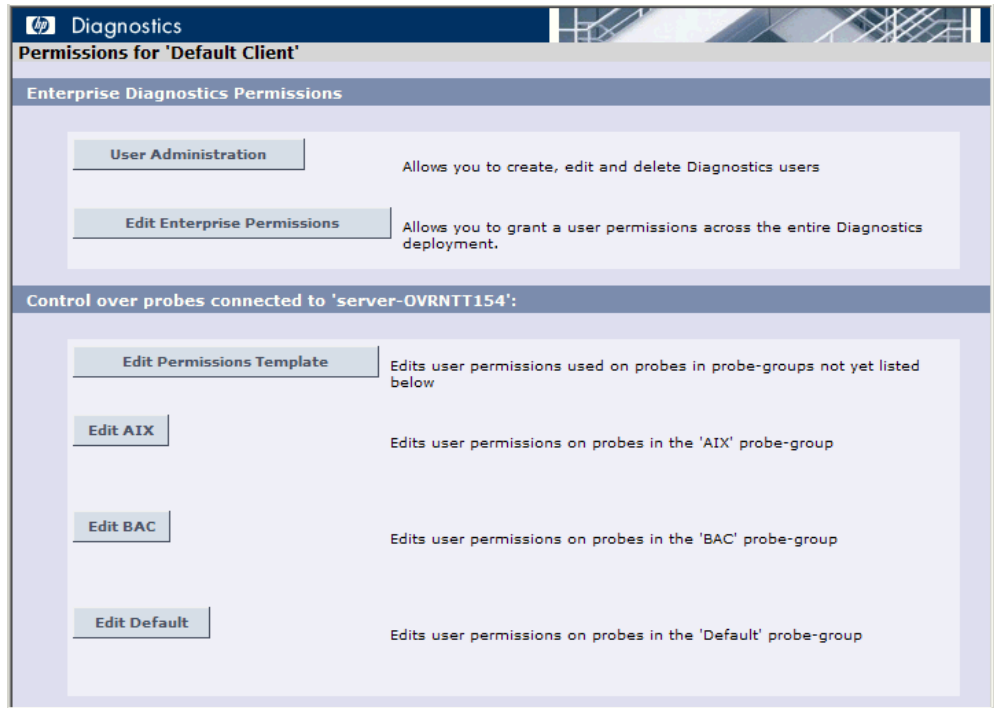 hp Diagnostics
Permissions for 'Default Client'
Enterprise Diagnostics Permissions
User Administration
Allows you to create, edit and delete Diagnostics users
Edit Enterprise Permissions
Allows you to grant a user permissions across the entire Diagnostics
deployment.
Control over probes connected to 'server-OVRNTT154':
Edit Permissions Template
Edits user permissions used on probes in probe-groups not yet listed
below
Edit AIX
Edits user permissions on probes in the 'AIX' probe-group
Edit BAC
Edits user permissions on probes in the 'BAC' probe-group
Edit Default
Edits user permissions on probes in the 'Default' probe-group